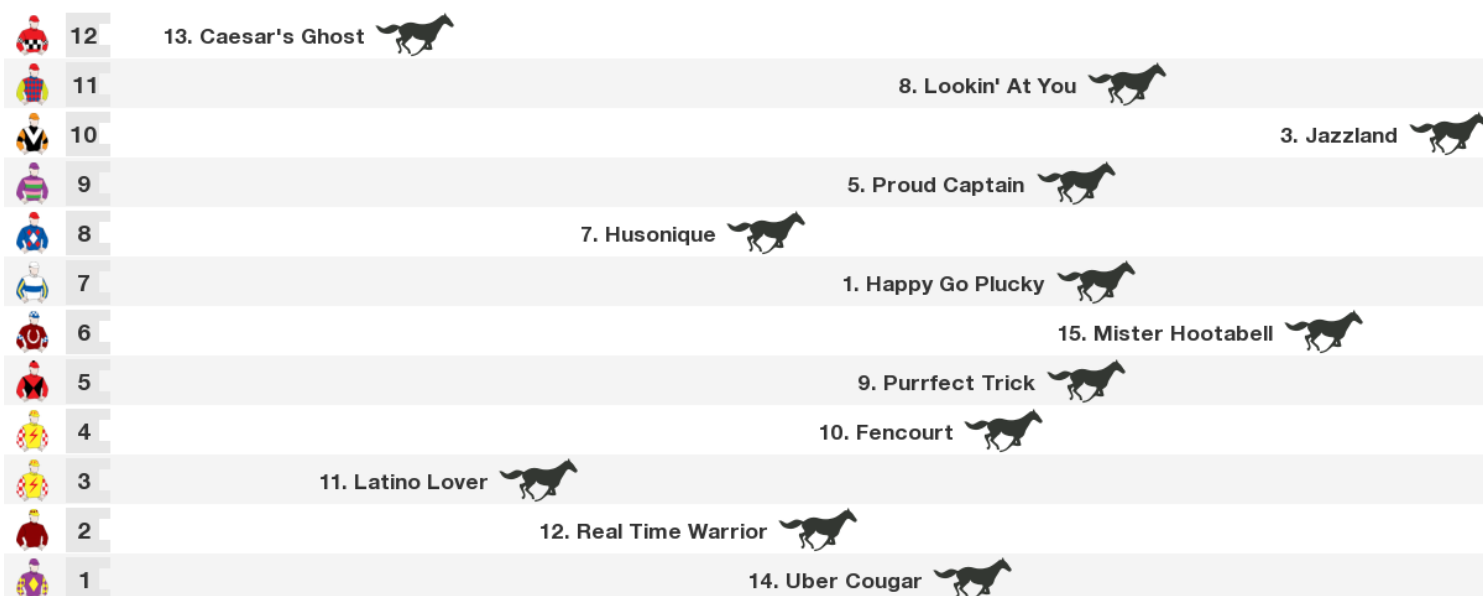 12 13. Caesar's Ghost
11 8. Lookin' At You
10 3. Jazzland
9 5. Proud Captain
8 7. Husonique
7 1. Happy Go Plucky
6 15. Mister Hootabell
5 9. Purrfect Trick
4 10. Fencourt
3 11. Latino Lover
2 12. Real Time Warrior
1 14. Uber Cougar